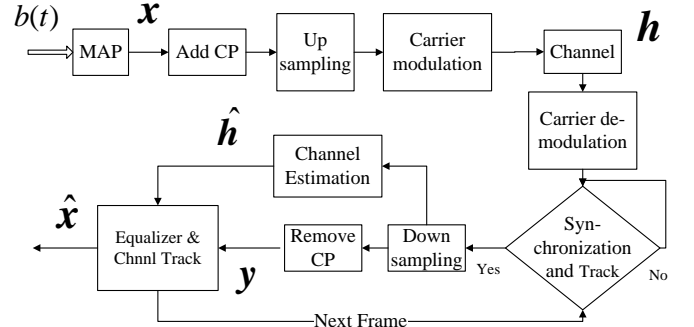 b(t)
x
h
MAP
Add CP
Up
sampling
Carrier
modulation
Channel
Carrier de-
modulation
ĥ
Channel
Estimation
x̂
Equalizer &
Chnnl Track
y
Remove
CP
Down
sampling
Yes
Syn-
chronization
and Track
No
Next Frame